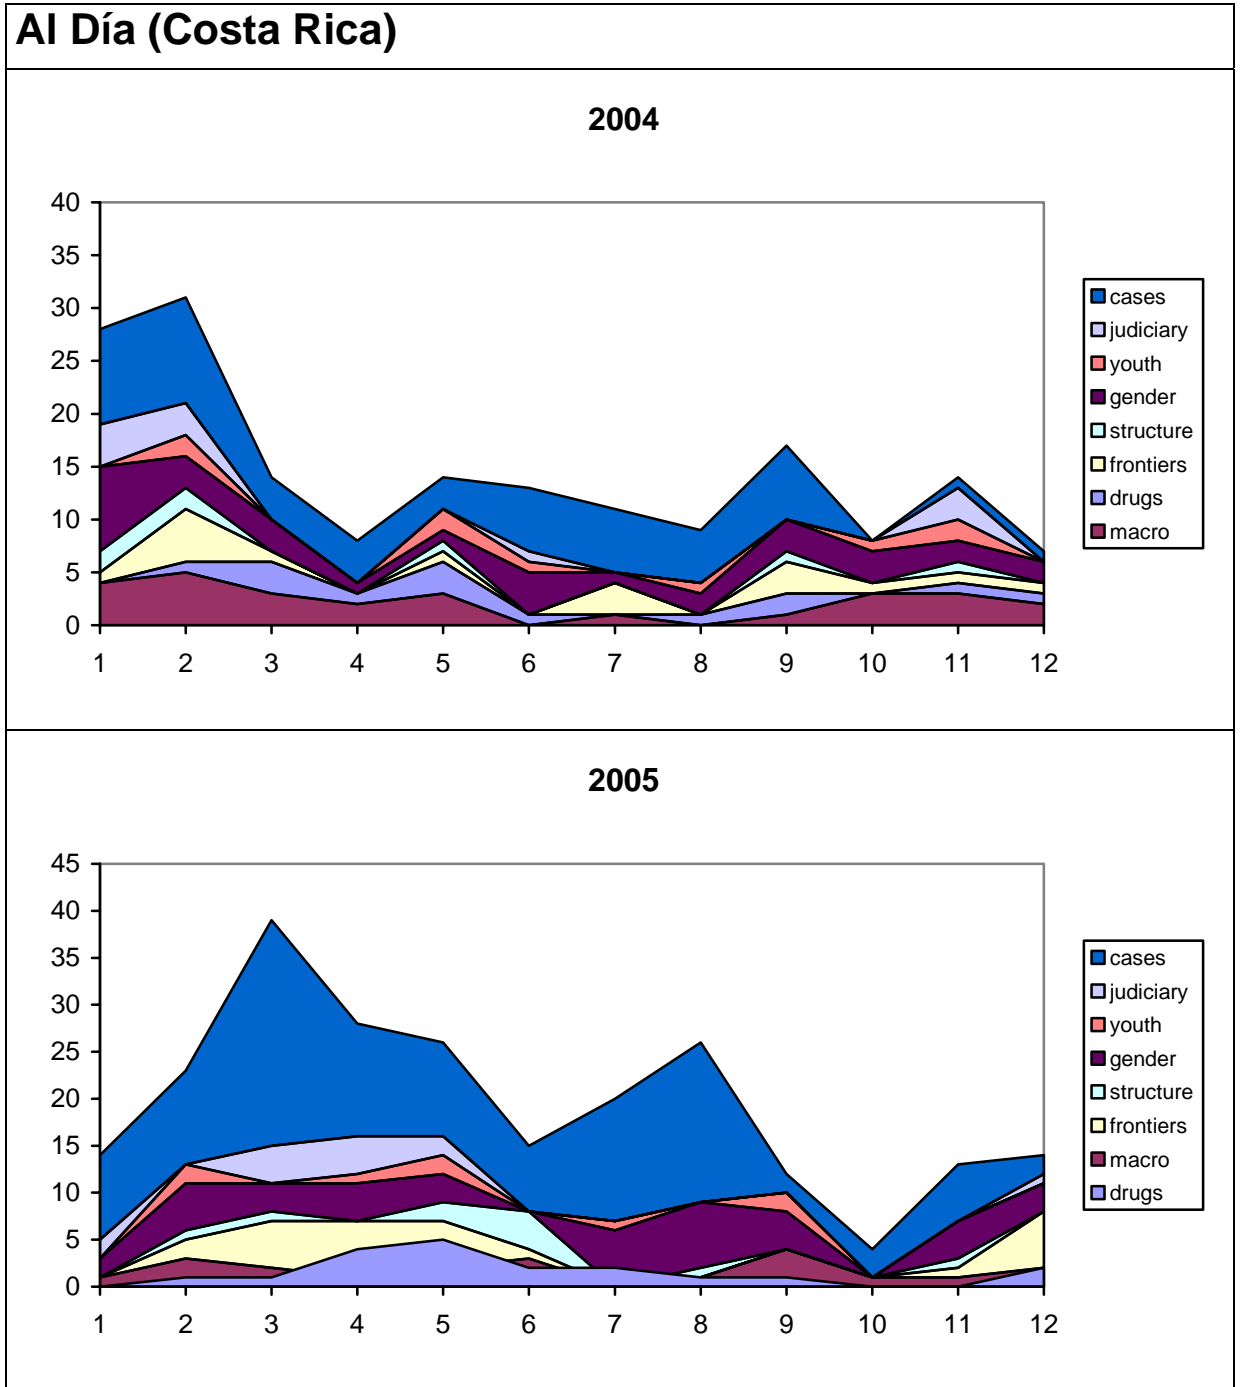 Al Día (Costa Rica)
2004
40
35
30
25
20
15
10
5
0
1 2 3 4 5 6 7 8 9 10 11 12
cases
judiciary
youth
gender
structure
frontiers
drugs
macro
2005
45
40
35
30
25
20
15
10
5
0
1 2 3 4 5 6 7 8 9 10 11 12
cases
judiciary
youth
gender
structure
frontiers
macro
drugs